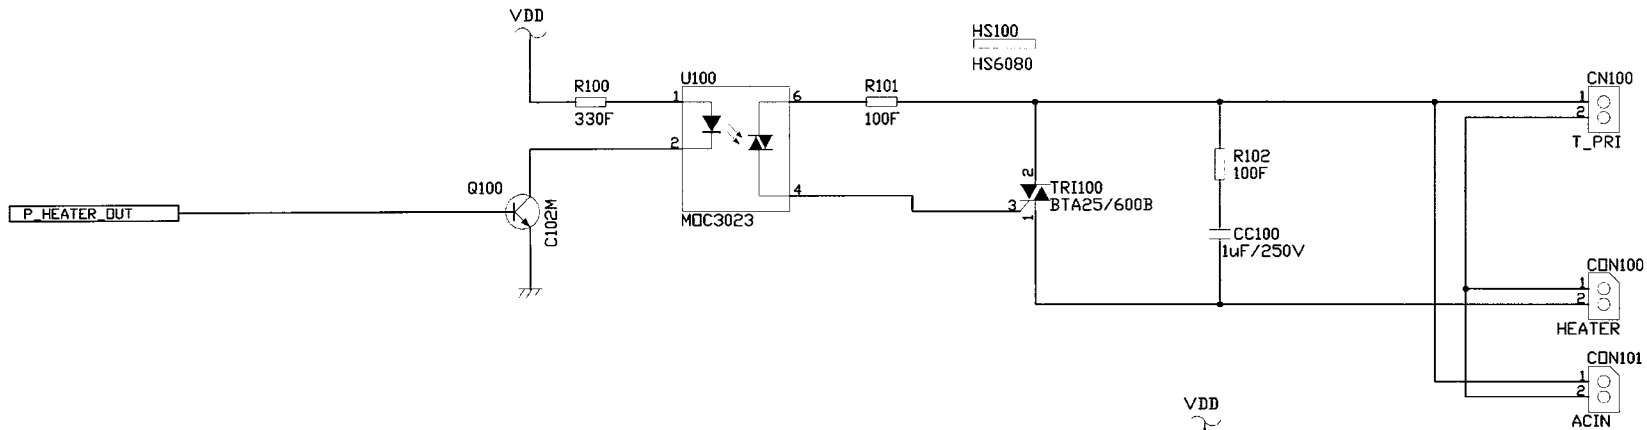 VDD
HS100
HS6080
R100
330F
U100
1
2
6
4
MOC3023
R101
100F
CN100
1
2
T_PRI
Q100
C102M
P_HEATER_OUT
2
TRI100
BTA25/600B
3
1
R102
100F
CC100
1uF/250V
CON100
1
2
HEATER
CON101
1
2
ACIN
VDD